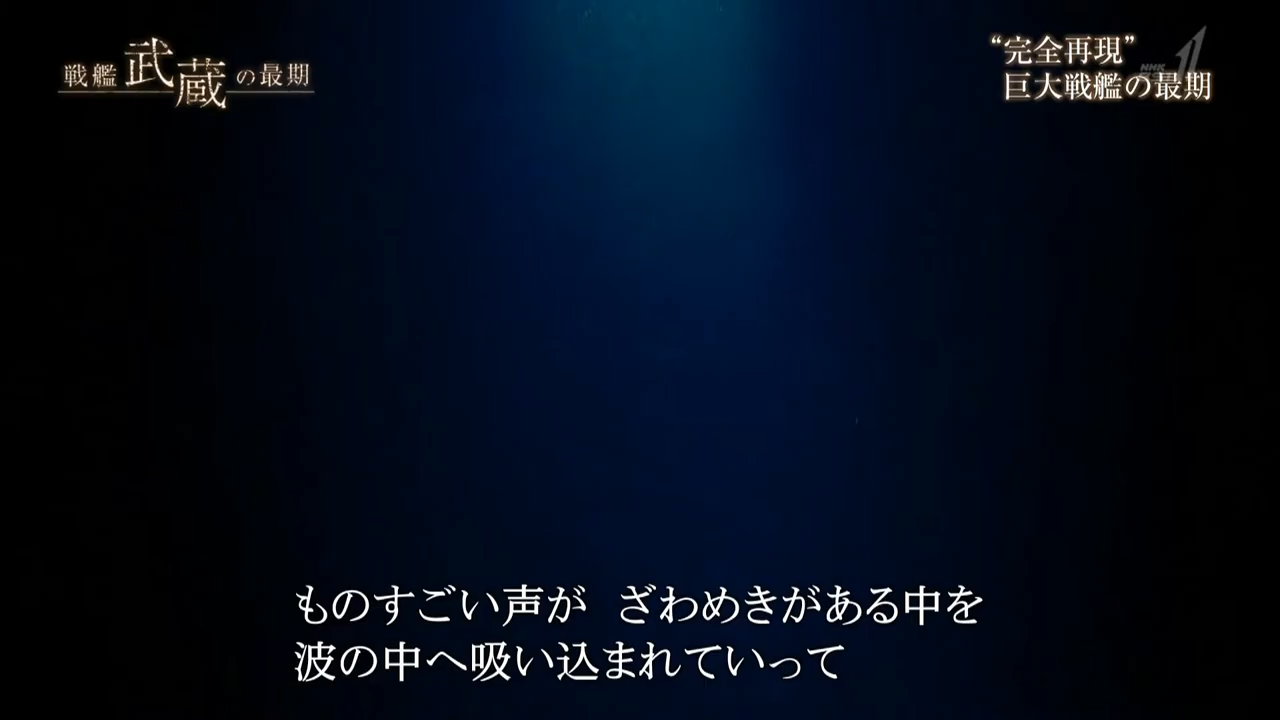 戦艦武蔵の最期
“完全再現”
巨大戦艦の最期
NHK
ものすごい声が　ざわめきがある中を
波の中へ吸い込まれていって